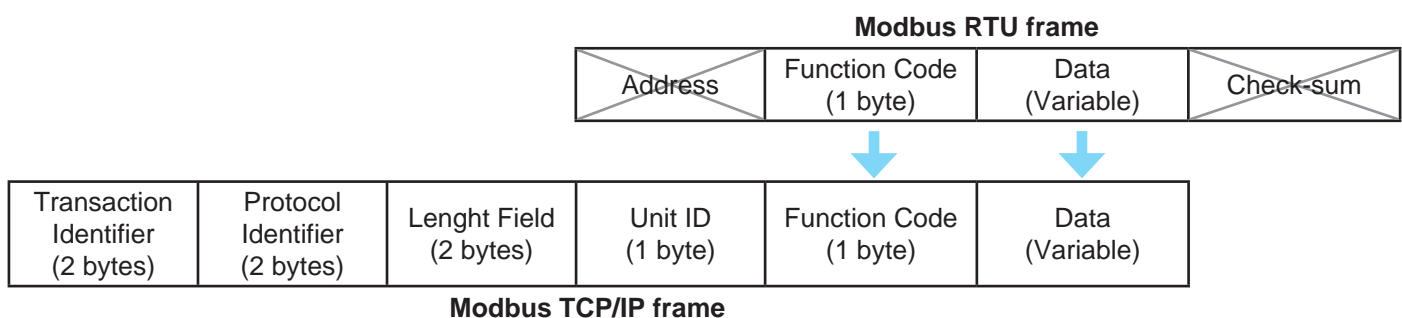 Modbus RTU frame
Address
Function Code
(1 byte)
Data
(Variable)
Check-sum
Transaction
Identifier
(2 bytes)
Protocol
Identifier
(2 bytes)
Lenght Field
(2 bytes)
Unit ID
(1 byte)
Function Code
(1 byte)
Data
(Variable)
Modbus TCP/IP frame